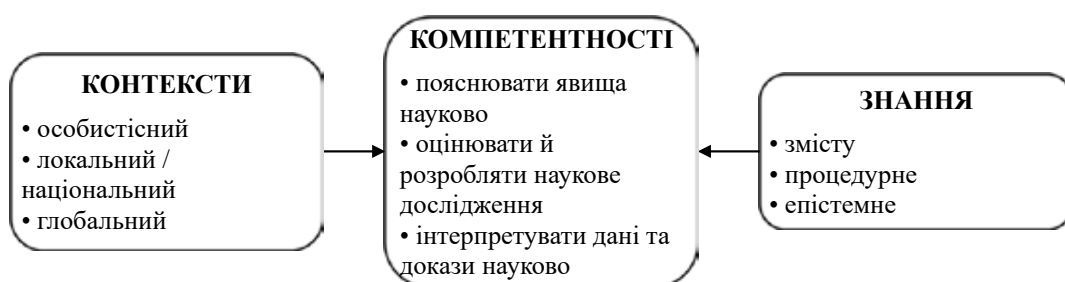 КОНТЕКСТИ
• особистісний
• локальний /
національний
• глобальний
КОМПЕТЕНТНОСТІ
• пояснювати явища
науково
• оцінювати й
розробляти наукове
дослідження
• інтерпретувати дані та
докази науково
ЗНАННЯ
• змісту
• процедурне
• епістемне